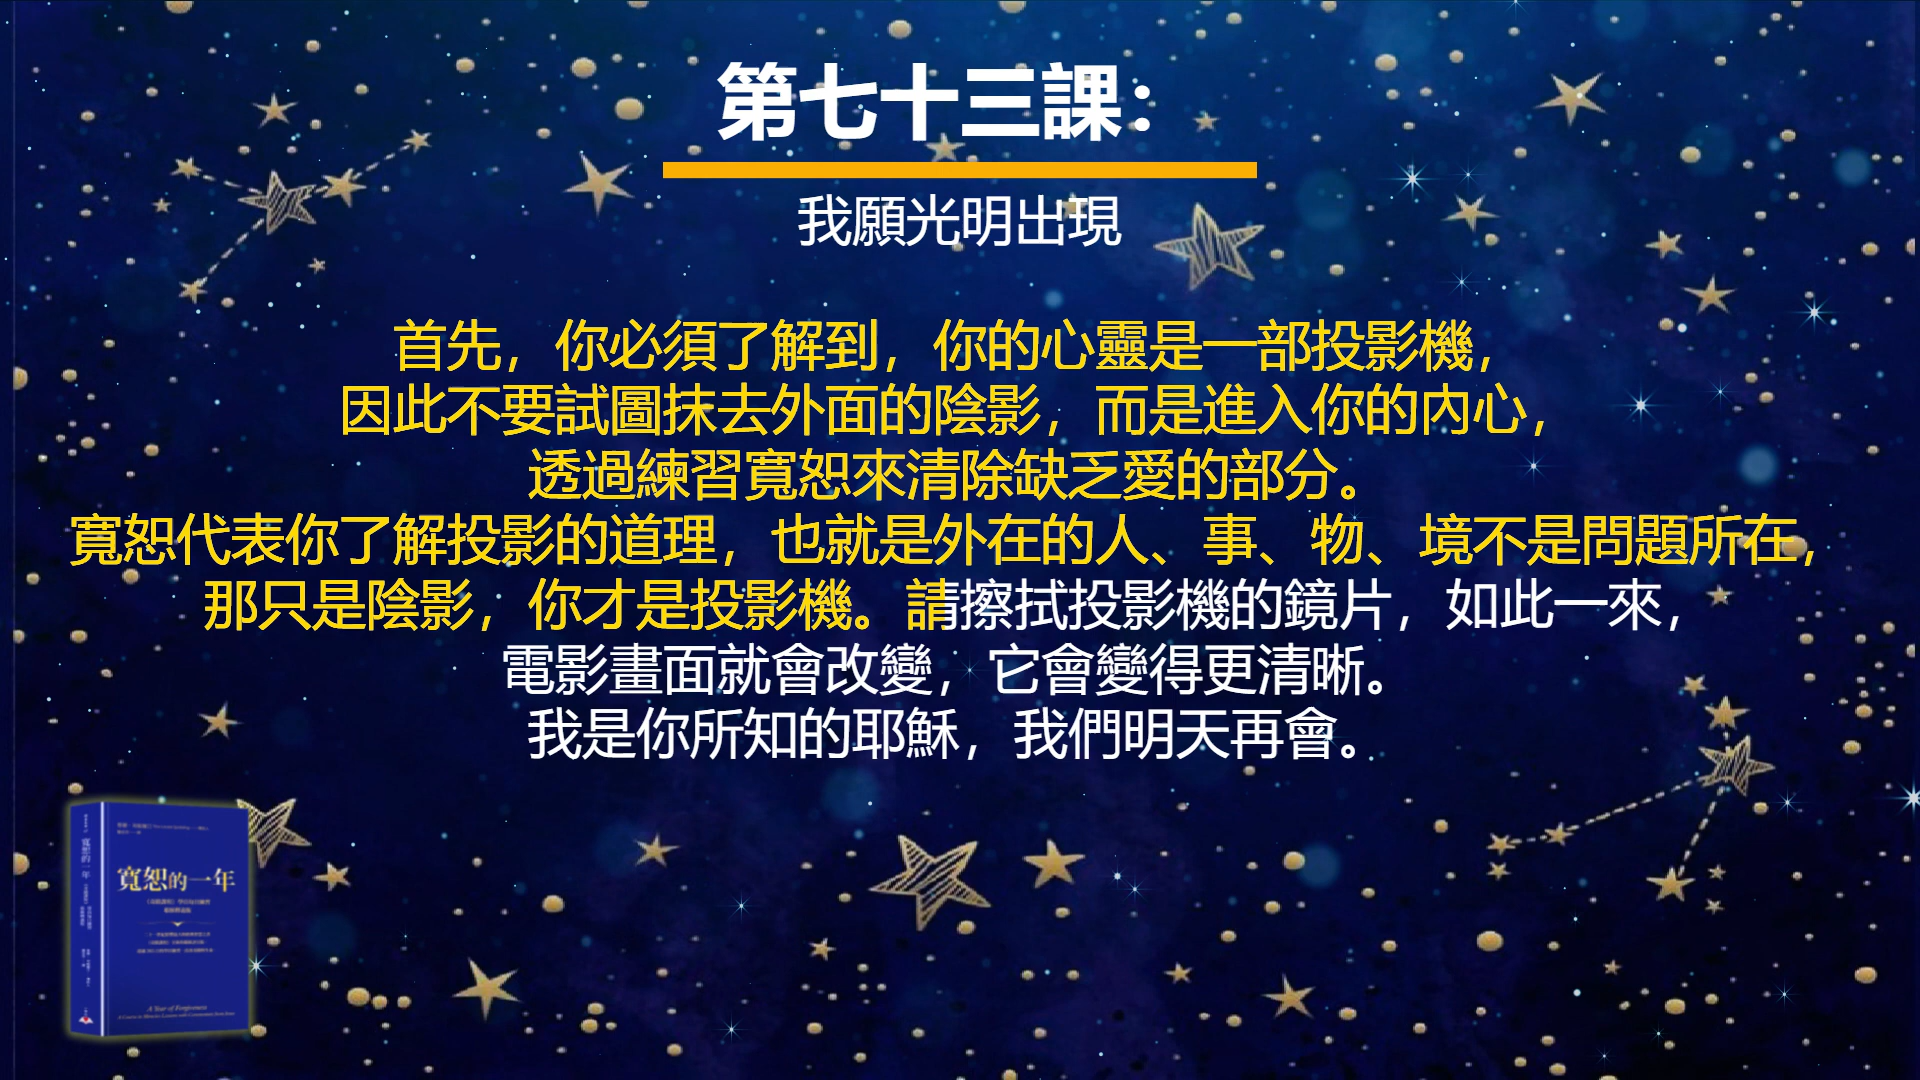 第七十三課：
我願光明出現
首先，你必須了解到，你的心靈是一部投影機，
因此不要試圖抹去外面的陰影，而是進入你的內心，
透過練習寬恕來清除缺乏愛的部分。
寬恕代表你了解投影的道理，也就是外在的人、事、物、境不是問題所在，
那只是陰影，你才是投影機。請擦拭投影機的鏡片，如此一來，
電影畫面就會改變，它會變得更清晰。
我是你所知的耶穌，我們明天再會。
寬恕的一年
A Year of Forgiveness